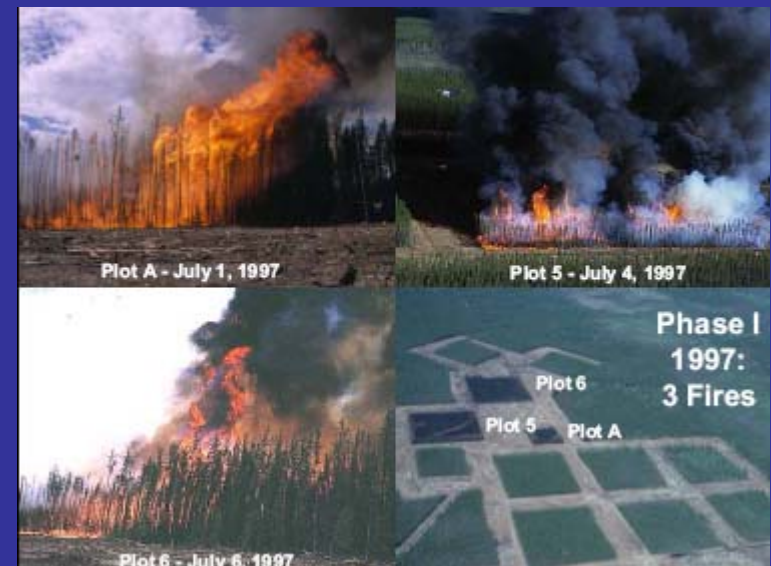 Plot A - July 1, 1997
Plot 5 - July 4, 1997
Plot 6 - July 6, 1997
Phase I
1997:
3 Fires
Plot 6
Plot 5
Plot A